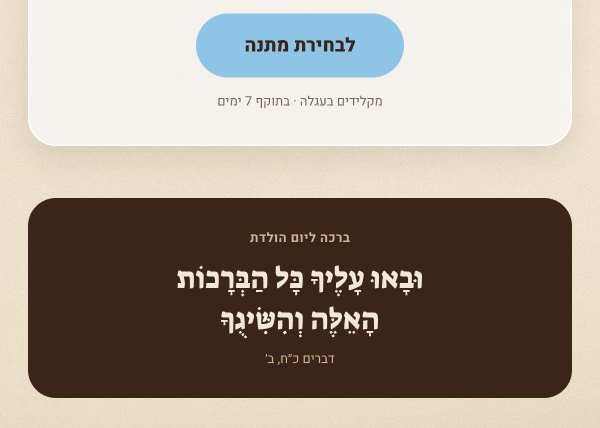 לבחירת מתנה
מקלידים בעגלה · בתוקף 7 ימים
ברכה ליום הולדת
וּבָאוּ עָלֶיךָ כָּל הַבְּרָכוֹת
הָאֵלֶּה וְהִשִּׂיגֻךָ
דברים כ״ח, ב׳